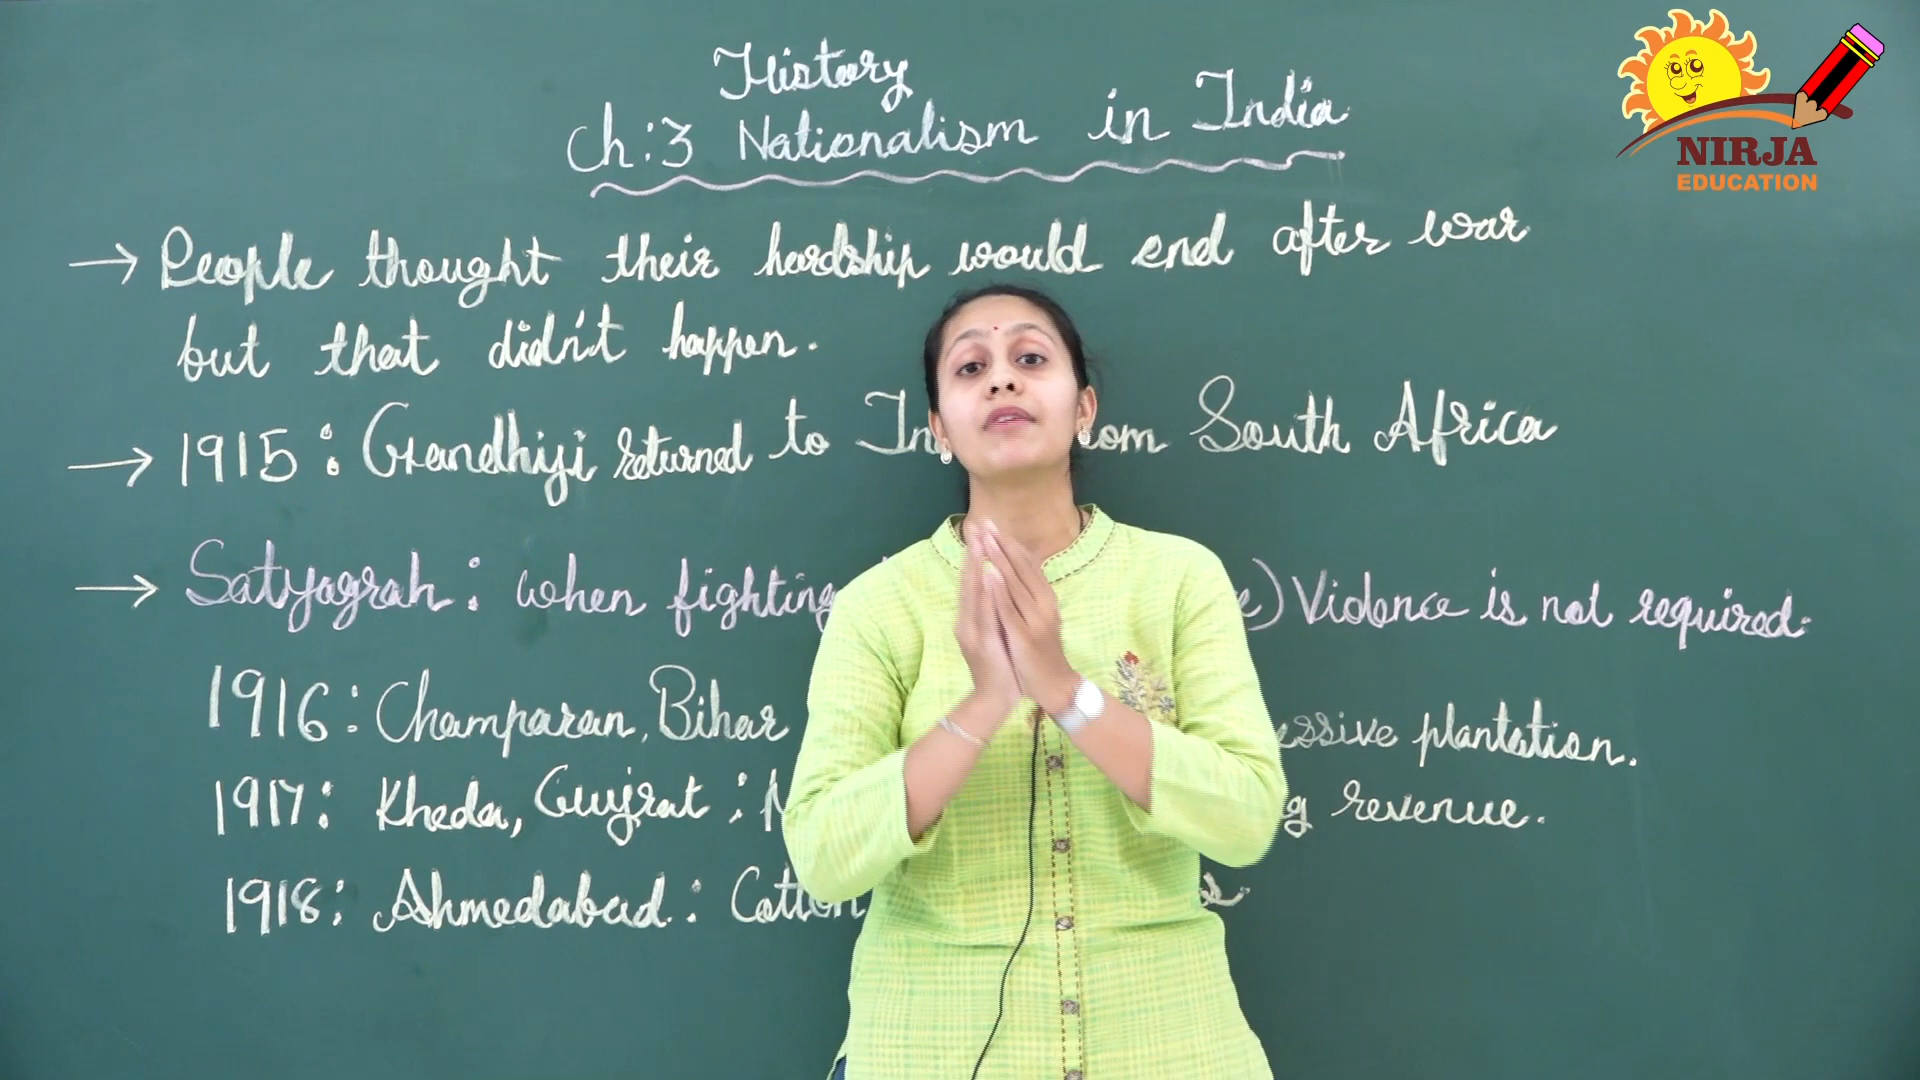 History
Ch:3 Nationalism in India
NIRJA
EDUCATION
→ People thought their hardship would end after war
but that didn't happen.
→ 1915: Gandhiji returned to In om South Africa
→ Satyagrah: when fighting e) Violence is not required.
1916: Champaran, Bihar essive plantation.
1917: Kheda, Gujrat: g revenue.
1918: Ahmedabad: Cotton